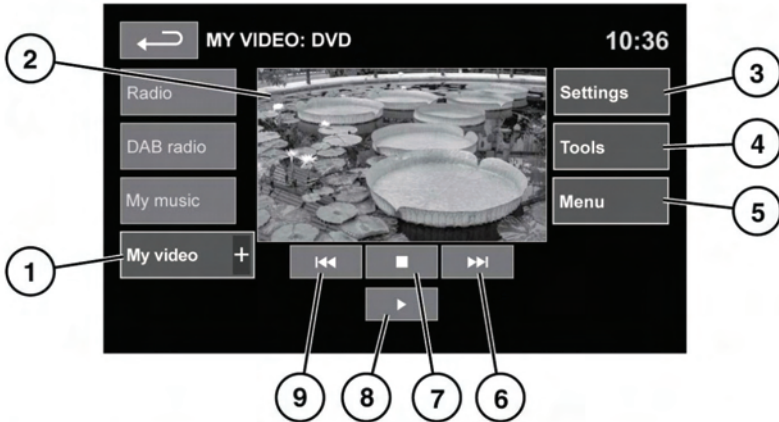 MY VIDEO: DVD 10:36
2
Radio
Settings
3
DAB radio
Tools
4
My music
Menu
5
1
My video +
9 8 7 6